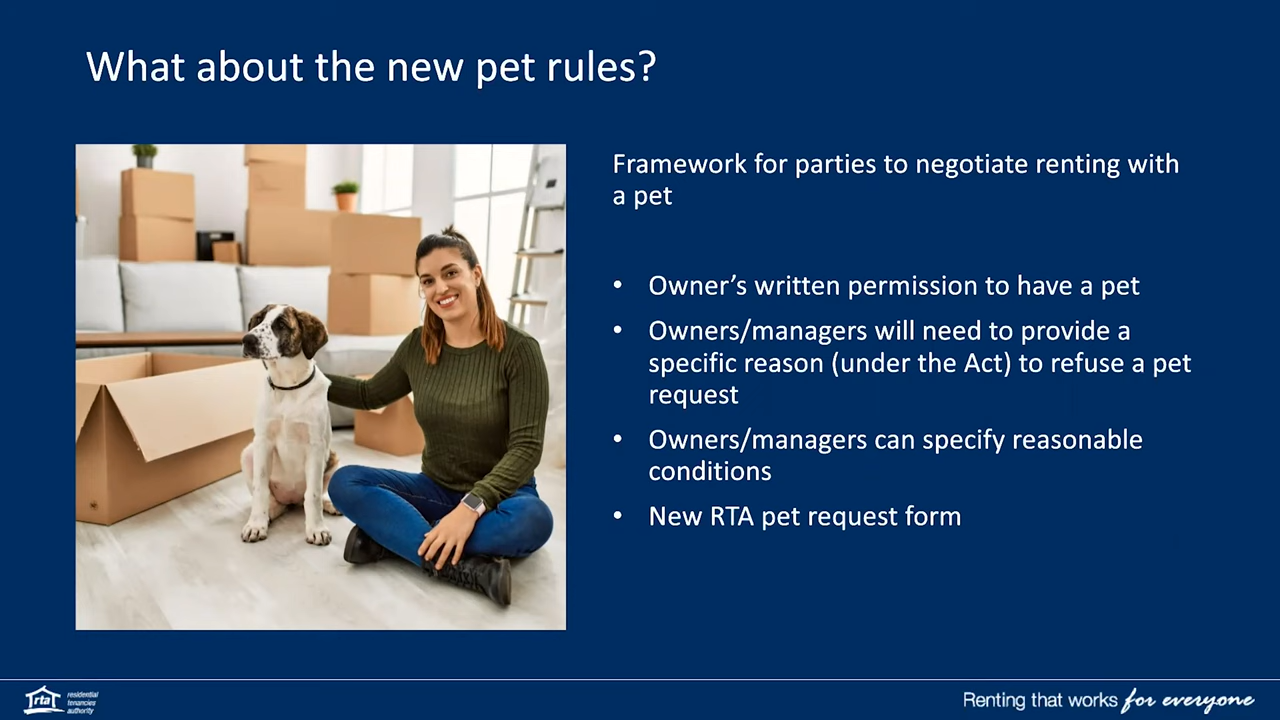 What about the new pet rules?
Framework for parties to negotiate renting with
a pet
• Owner’s written permission to have a pet
• Owners/managers will need to provide a
specific reason (under the Act) to refuse a pet
request
• Owners/managers can specify reasonable
conditions
• New RTA pet request form
rta
residential
tenancies
authority
Renting that works for everyone